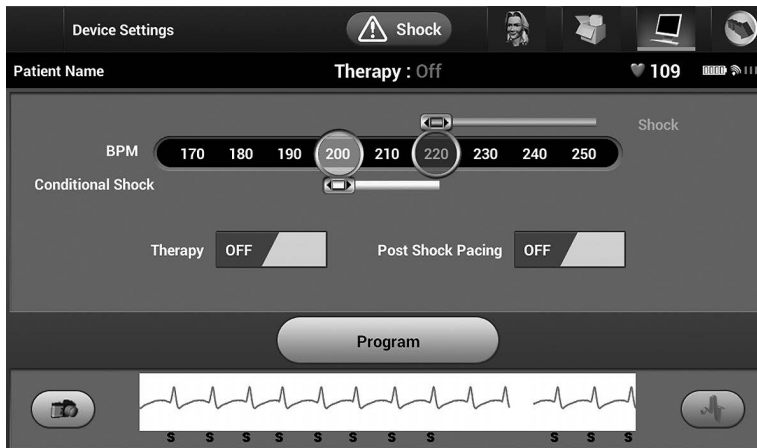 Device Settings
Shock
Patient Name
Therapy : Off
109
Shock
BPM
170 180 190 200 210 220 230 240 250
Conditional Shock
Therapy OFF
Post Shock Pacing OFF
Program
S S S S S S S S S S S